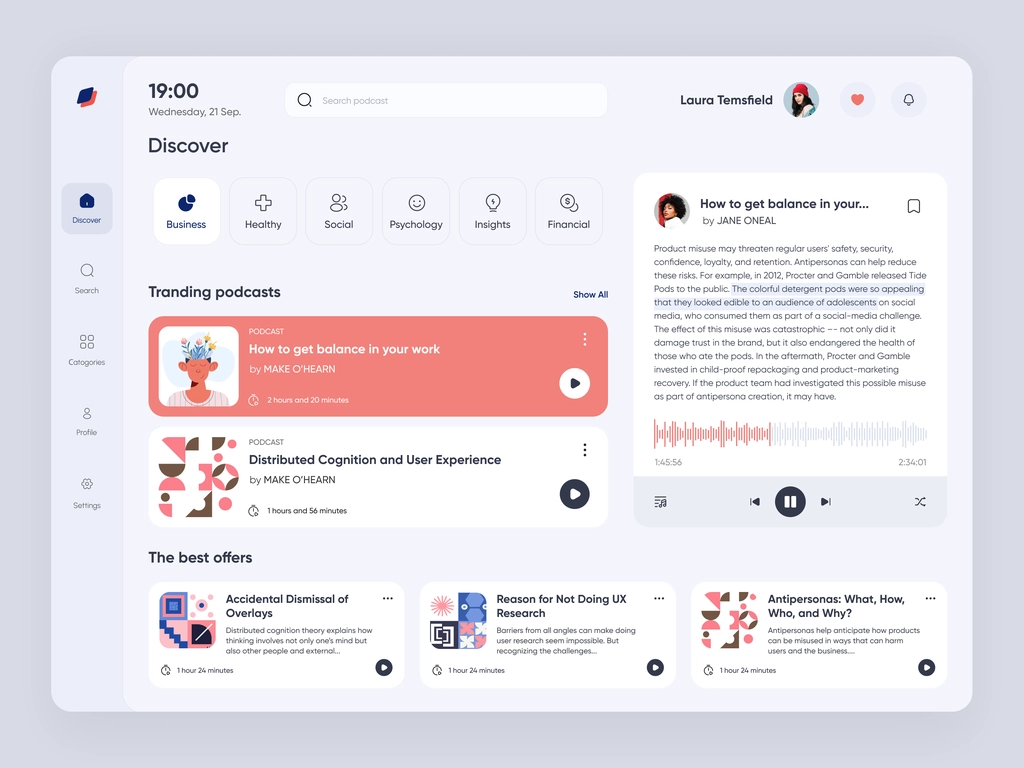 19:00
Wednesday, 21 Sep.
Search podcast
Laura Temsfield
Discover
Discover
Search
Catogories
Profile
Settings
Business
Healthy
Social
Psychology
Insights
Financial
Tranding podcasts
Show All
PODCAST
How to get balance in your work
by MAKE O'HEARN
2 hours and 20 minutes
PODCAST
Distributed Cognition and User Experience
by MAKE O'HEARN
1 hours and 56 minutes
How to get balance in your...
by JANE ONEAL
Product misuse may threaten regular users' safety, security,
confidence, loyalty, and retention. Antipersonas can help reduce
these risks. For example, in 2012, Procter and Gamble released Tide
Pods to the public. The colorful detergent pods were so appealing
that they looked edible to an audience of adolescents on social
media, who consumed them as part of a social-media challenge.
The effect of this misuse was catastrophic -- not only did it
damage trust in the brand, but it also endangered the health of
those who ate the pods. In the aftermath, Procter and Gamble
invested in child-proof repackaging and product-marketing
recovery. If the product team had investigated this possible misuse
as part of antipersona creation, it may have.
1:45:56
2:34:01
The best offers
Accidental Dismissal of
Overlays
Distributed cognition theory explains how
thinking involves not only one's mind but
also other people and external...
1 hour 24 minutes
Reason for Not Doing UX
Research
Barriers from all angles can make doing
user research seem impossible. But
recognizing the challenges...
1 hour 24 minutes
Antipersonas: What, How,
Who, and Why?
Antipersonas help anticipate how products
can be misused in ways that can harm
users and the business....
1 hour 24 minutes